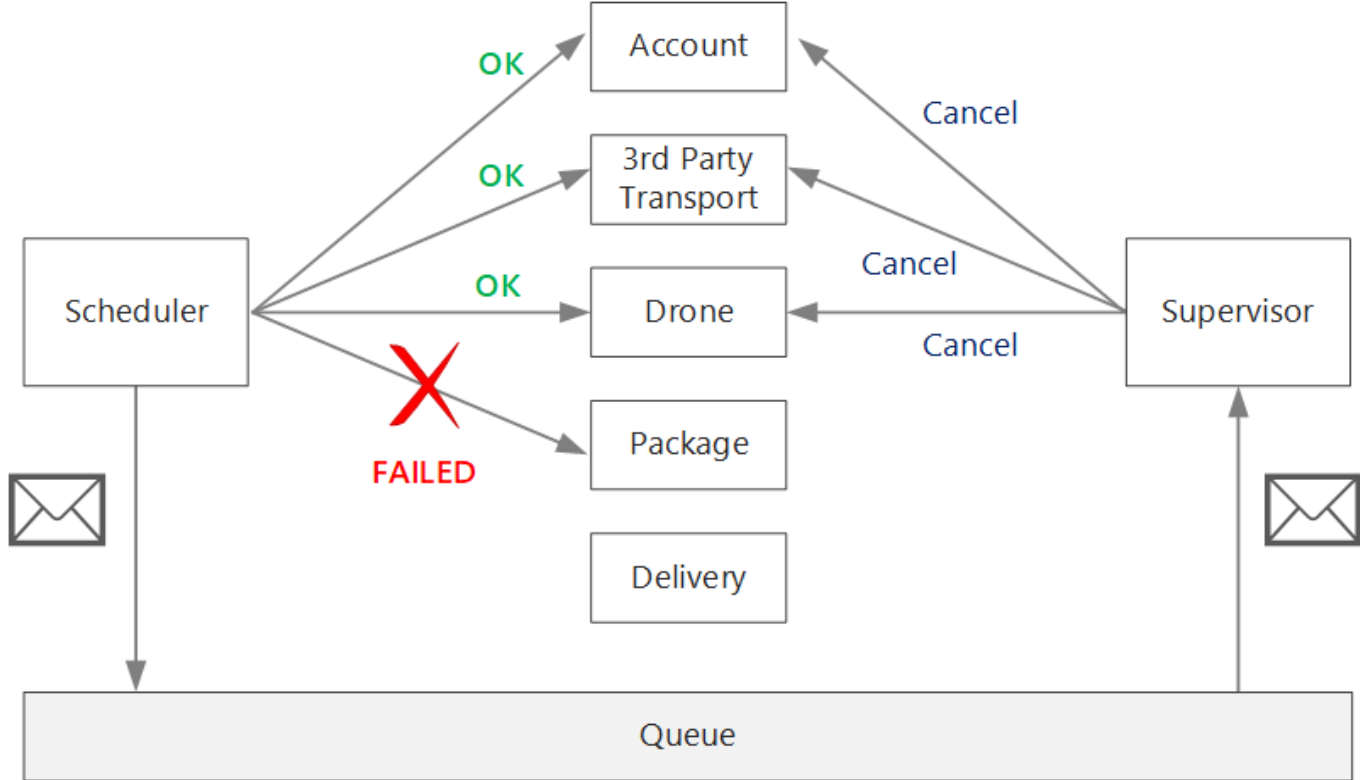 Account
OK
Cancel
3rd Party
Transport
OK
Cancel
Scheduler
OK
Drone
Supervisor
Cancel
Package
FAILED
Delivery
Queue